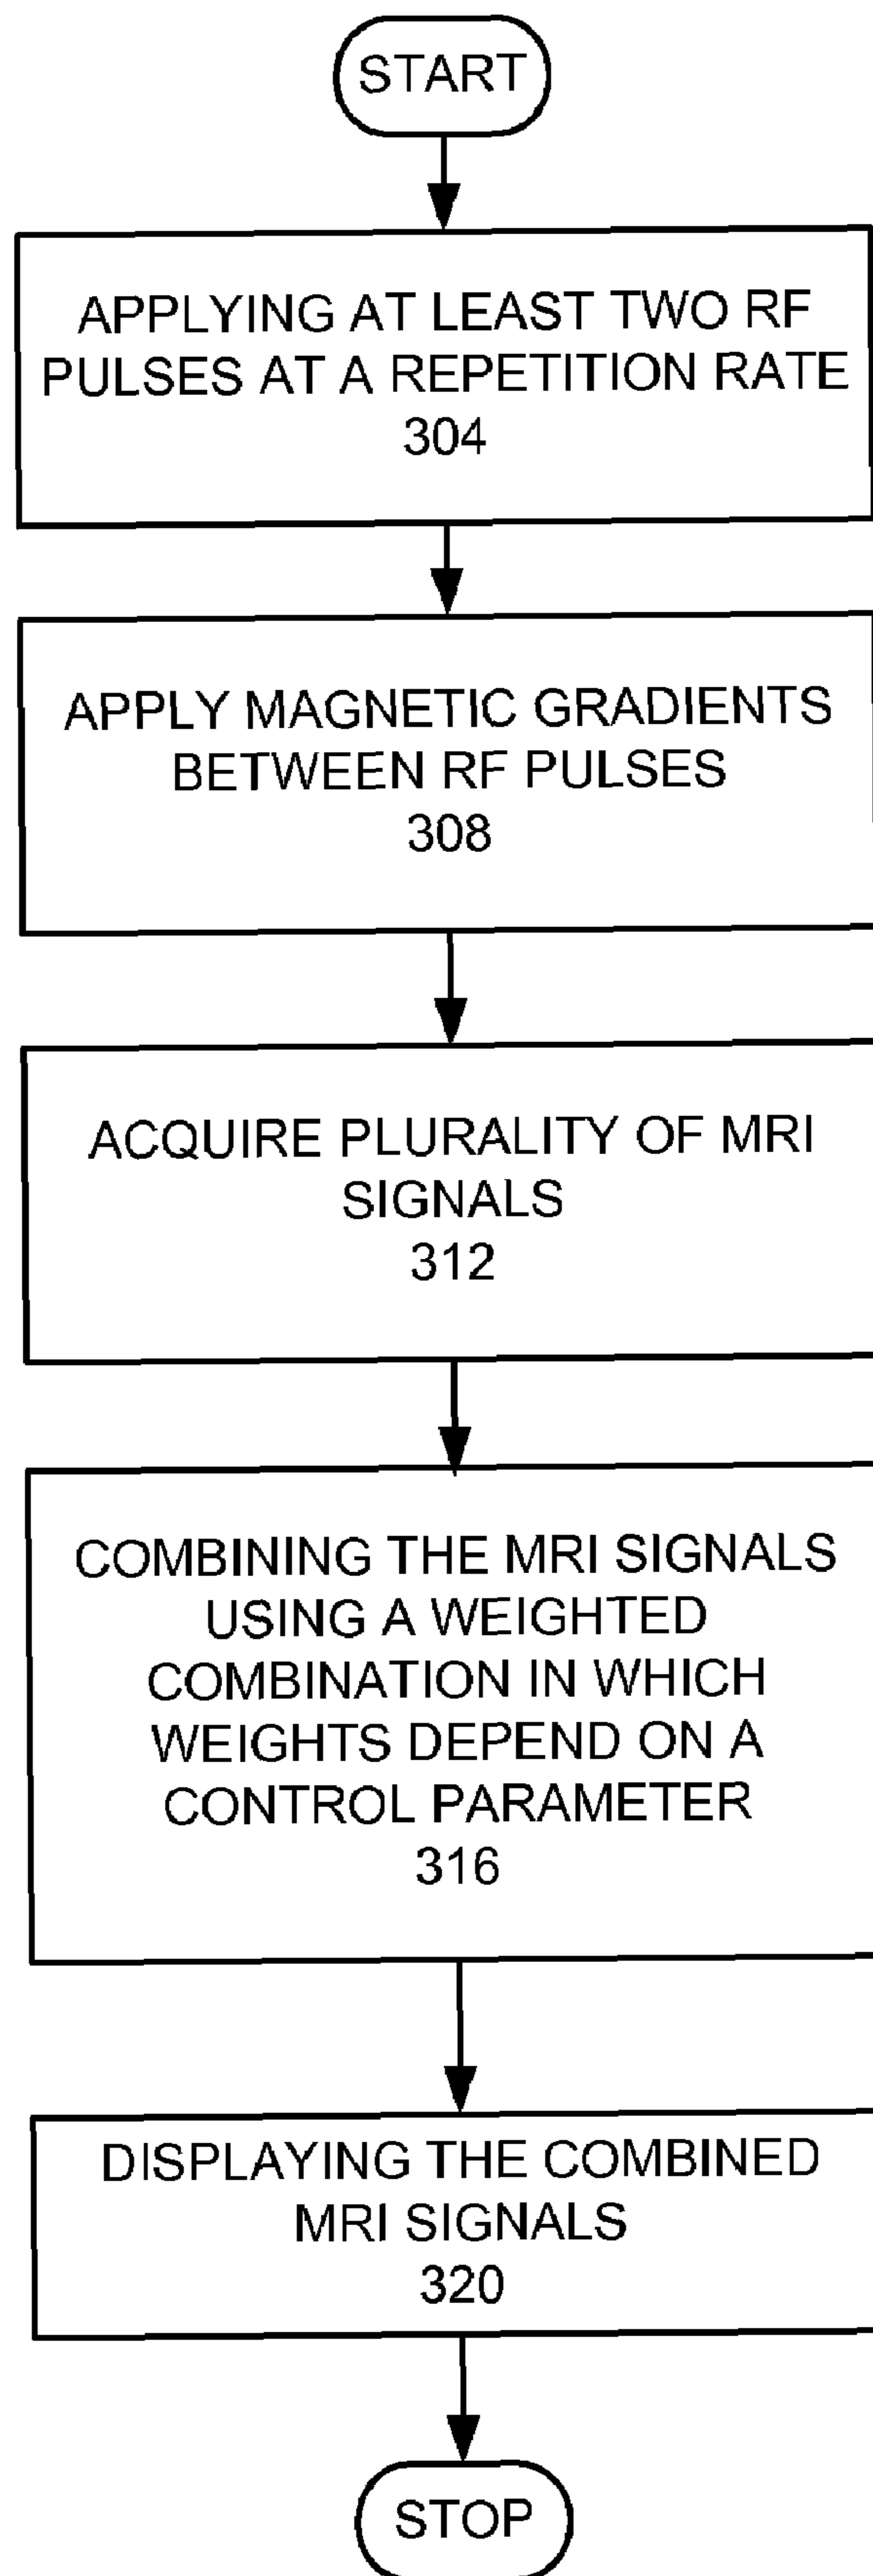 START
APPLYING AT LEAST TWO RF
PULSES AT A REPETITION RATE
304
APPLY MAGNETIC GRADIENTS
BETWEEN RF PULSES
308
ACQUIRE PLURALITY OF MRI
SIGNALS
312
COMBINING THE MRI SIGNALS
USING A WEIGHTED
COMBINATION IN WHICH
WEIGHTS DEPEND ON A
CONTROL PARAMETER
316
DISPLAYING THE COMBINED
MRI SIGNALS
320
STOP